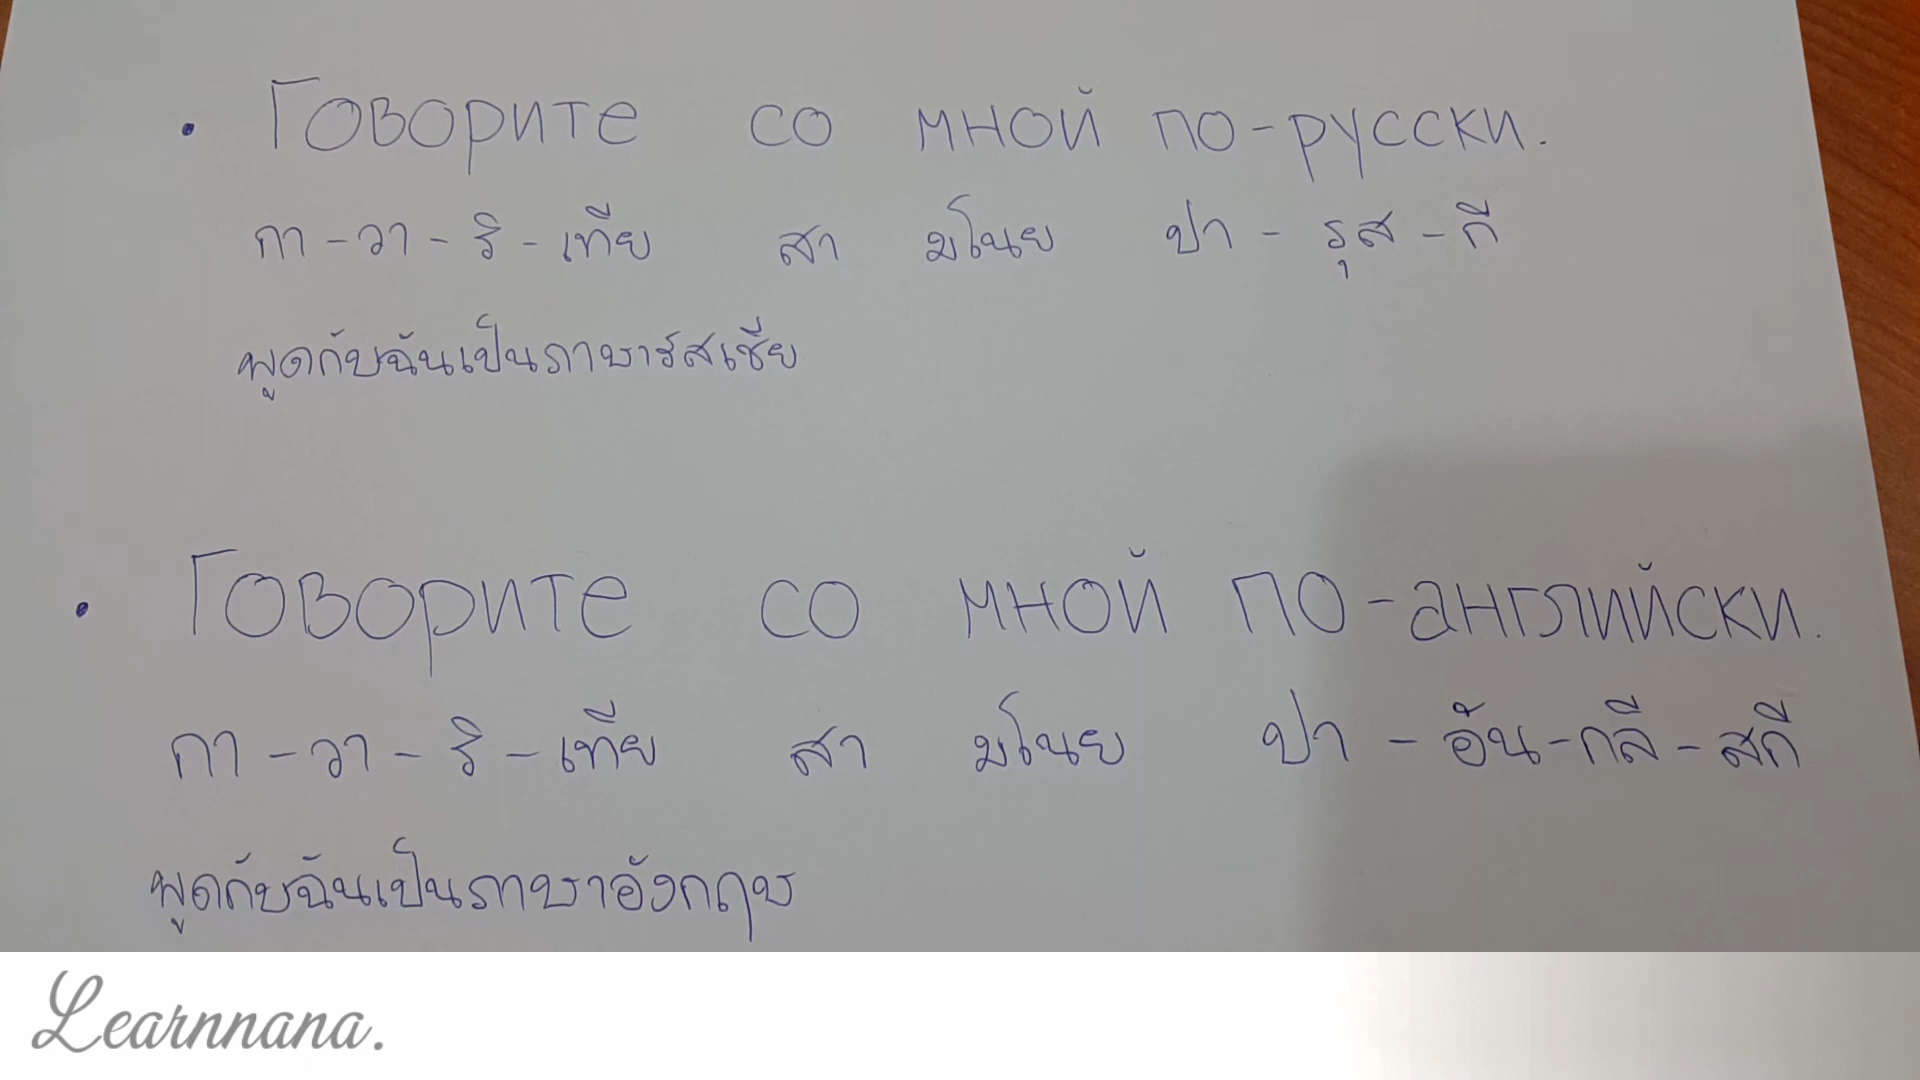 • Говорите со мной по-русски.
กา-วา-ริ-เทีย สา มโนย ปา-รุส-กี
พูดกับฉันเป็นภาษารัสเซีย
• Говорите со мной по-английски.
กา-วา-ริ-เทีย สา มโนย ปา-อัน-กลี-สกี
พูดกับฉันเป็นภาษาอังกฤษ
Learnnana.